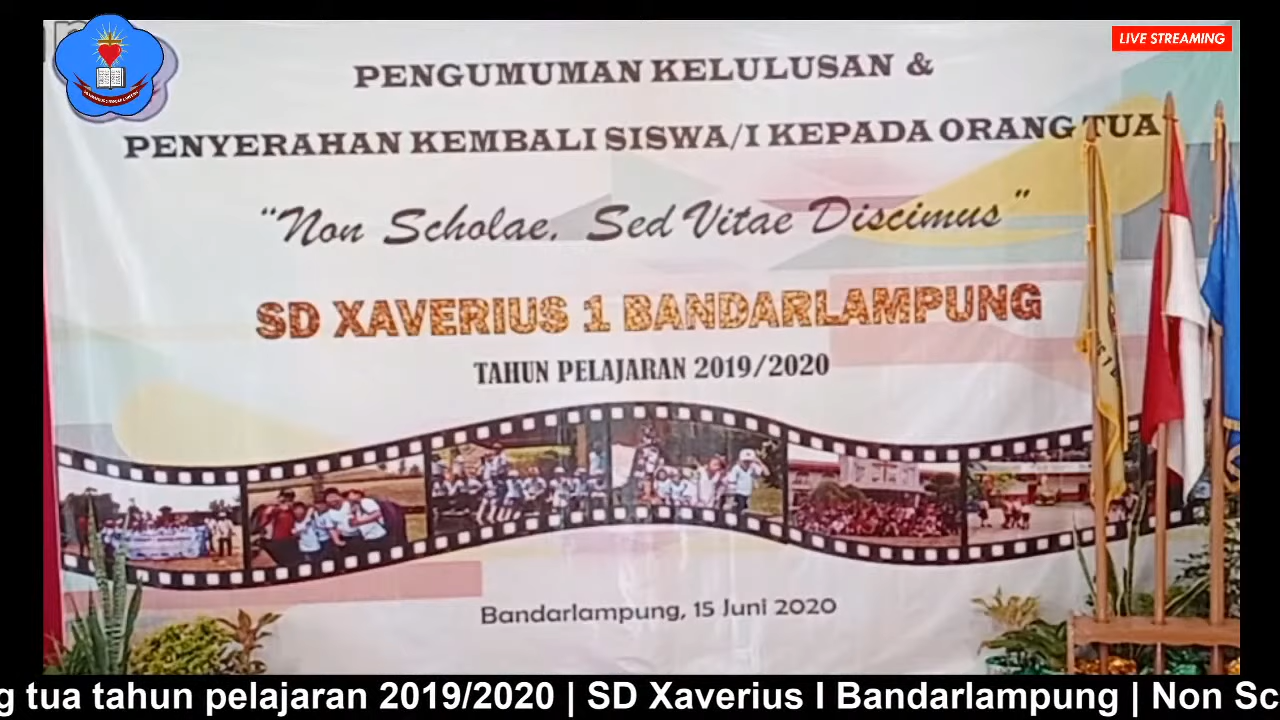 LIVE STREAMING
PENGUMUMAN KELULUSAN &
PENYERAHAN KEMBALI SISWA/I KEPADA ORANG TUA
“Non Scholae, Sed Vitae Discimus”
SD XAVERIUS 1 BANDARLAMPUNG
TAHUN PELAJARAN 2019/2020
Bandarlampung, 15 Juni 2020
g tua tahun pelajaran 2019/2020 | SD Xaverius I Bandarlampung | Non Sc